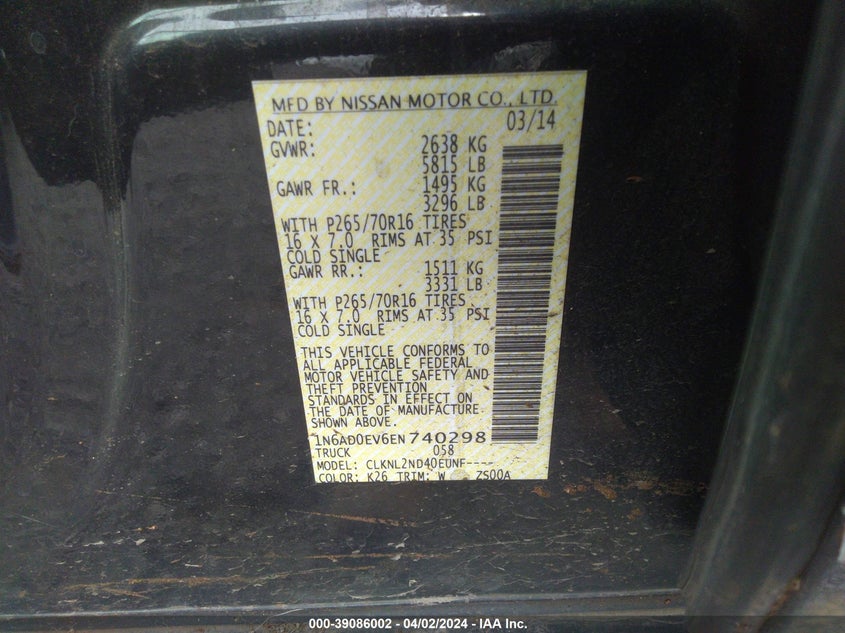 MFD BY NISSAN MOTOR CO., LTD.
DATE: 03/14
GVWR: 2638 KG
5815 LB
GAWR FR.: 1495 KG
3296 LB
WITH P265/70R16 TIRES
16 X 7.0 RIMS AT 35 PSI
COLD SINGLE
GAWR RR.: 1511 KG
3331 LB
WITH P265/70R16 TIRES
16 X 7.0 RIMS AT 35 PSI
COLD SINGLE
THIS VEHICLE CONFORMS TO
ALL APPLICABLE FEDERAL
MOTOR VEHICLE SAFETY AND
THEFT PREVENTION
STANDARDS IN EFFECT ON
THE DATE OF MANUFACTURE
SHOWN ABOVE.
1N6AD0EV6EN740298
TRUCK 058
MODEL: CLKNL2ND40EUNF----
COLOR: K26 TRIM: W ZS00A
000-39086002 - 04/02/2024 - IAA Inc.